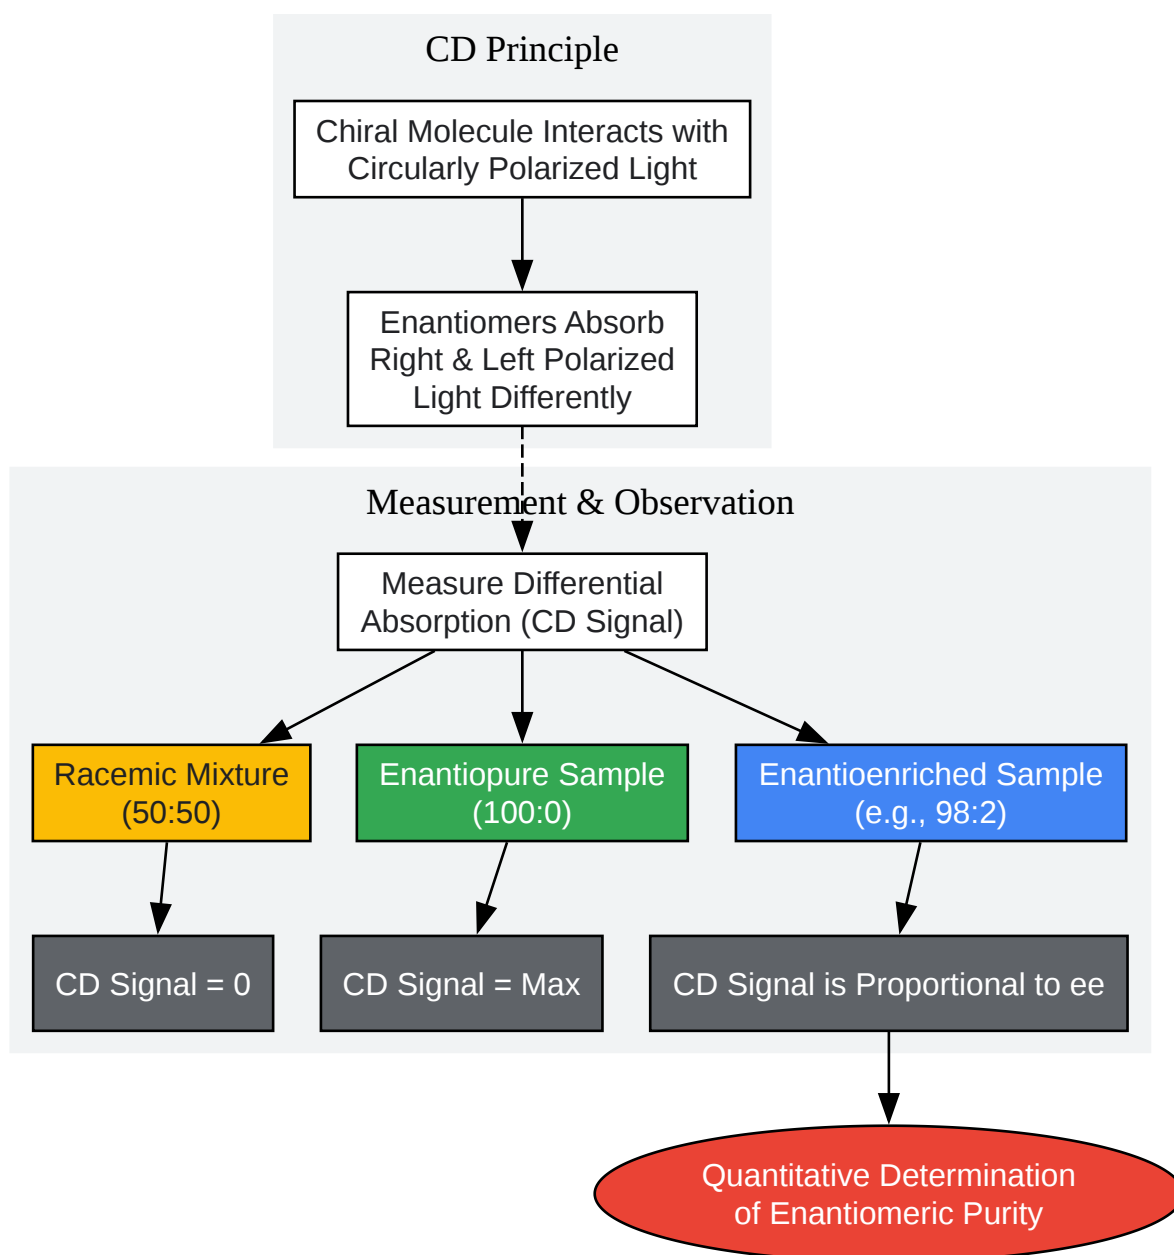 CD Principle
Chiral Molecule Interacts with
Circularly Polarized Light
Enantiomers Absorb
Right & Left Polarized
Light Differently
Measurement & Observation
Measure Differential
Absorption (CD Signal)
Racemic Mixture
(50:50)
Enantiopure Sample
(100:0)
Enantioenriched Sample
(e.g., 98:2)
CD Signal = 0
CD Signal = Max
CD Signal is Proportional to ee
Quantitative Determination
of Enantiomeric Purity